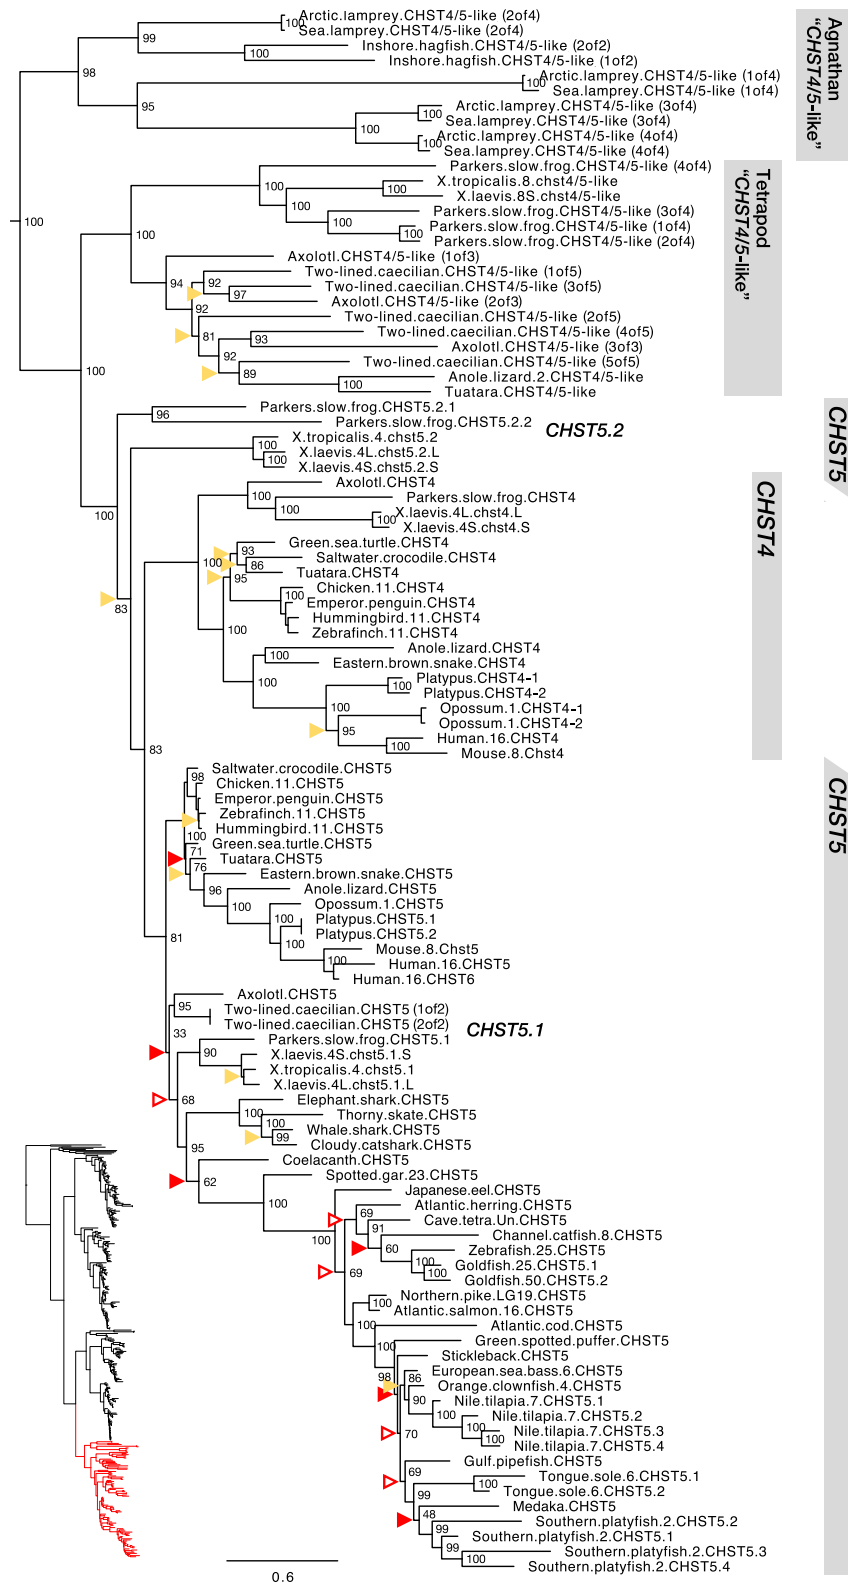 Arctic.lamprey.CHST4/5-like (2of4)
Sea.lamprey.CHST4/5-like (2of4)
99
Inshore.hagfish.CHST4/5-like (2of2)
100
Inshore.hagfish.CHST4/5-like (1of2)
98
Arctic.lamprey.CHST4/5-like (1of4)
100
Sea.lamprey.CHST4/5-like (1of4)
95
Arctic.lamprey.CHST4/5-like (3of4)
100
Sea.lamprey.CHST4/5-like (3of4)
100
Arctic.lamprey.CHST4/5-like (4of4)
100
Sea.lamprey.CHST4/5-like (4of4)
Agnathan
"CHST4/5-like"
Parkers.slow.frog.CHST4/5-like (4of4)
100
X.tropicalis.8.chst4/5-like
100
100
X.laevis.8S.chst4/5-like
Parkers.slow.frog.CHST4/5-like (3of4)
100
100
Parkers.slow.frog.CHST4/5-like (1of4)
100
100
Parkers.slow.frog.CHST4/5-like (2of4)
Axolotl.CHST4/5-like (1of3)
Two-lined.caecilian.CHST4/5-like (1of5)
94
92
Two-lined.caecilian.CHST4/5-like (3of5)
97
Axolotl.CHST4/5-like (2of3)
92
Two-lined.caecilian.CHST4/5-like (2of5)
81
Two-lined.caecilian.CHST4/5-like (4of5)
93
Axolotl.CHST4/5-like (3of3)
92
Two-lined.caecilian.CHST4/5-like (5of5)
100
89
Anole.lizard.2.CHST4/5-like
100
Tuatara.CHST4/5-like
Tetrapod
"CHST4/5-like"
Parkers.slow.frog.CHST5.2.1
96
Parkers.slow.frog.CHST5.2.2
CHST5.2
X.tropicalis.4.chst5.2
100
X.laevis.4L.chst5.2.L
100
X.laevis.4S.chst5.2.S
CHST5
Axolotl.CHST4
100
Parkers.slow.frog.CHST4
100
X.laevis.4L.chst4.L
100
100
X.laevis.4S.chst4.S
Green.sea.turtle.CHST4
93
100
Saltwater.crocodile.CHST4
86
Tuatara.CHST4
95
Chicken.11.CHST4
100
Emperor.penguin.CHST4
83
Hummingbird.11.CHST4
100
Zebrafinch.11.CHST4
Anole.lizard.CHST4
100
Eastern.brown.snake.CHST4
100
Platypus.CHST4-1
100
Platypus.CHST4-2
100
Opossum.1.CHST4-1
Opossum.1.CHST4-2
95
Human.16.CHST4
100
83
Mouse.8.Chst4
CHST4
Saltwater.crocodile.CHST5
98
Chicken.11.CHST5
Emperor.penguin.CHST5
Zebrafinch.11.CHST5
Hummingbird.11.CHST5
100
Green.sea.turtle.CHST5
71
Tuatara.CHST5
76
Eastern.brown.snake.CHST5
96
Anole.lizard.CHST5
100
Opossum.1.CHST5
100
Platypus.CHST5.1
Platypus.CHST5.2
81
100
Mouse.8.Chst5
100
Human.16.CHST5
Human.16.CHST6
Axolotl.CHST5
95
Two-lined.caecilian.CHST5 (1of2)
Two-lined.caecilian.CHST5 (2of2)
CHST5.1
33
Parkers.slow.frog.CHST5.1
90
X.laevis.4S.chst5.1.S
X.tropicalis.4.chst5.1
X.laevis.4L.chst5.1.L
68
Elephant.shark.CHST5
100
Thorny.skate.CHST5
100
Whale.shark.CHST5
99
Cloudy.catshark.CHST5
95
Coelacanth.CHST5
62
Spotted.gar.23.CHST5
Japanese.eel.CHST5
100
Atlantic.herring.CHST5
69
Cave.tetra.Un.CHST5
91
Channel.catfish.8.CHST5
100
60
Zebrafish.25.CHST5
100
Goldfish.25.CHST5.1
69
100
Goldfish.50.CHST5.2
Northern.pike.LG19.CHST5
100
Atlantic.salmon.16.CHST5
Atlantic.cod.CHST5
Green.spotted.puffer.CHST5
100
Stickleback.CHST5
European.sea.bass.6.CHST5
98
86
Orange.clownfish.4.CHST5
90
Nile.tilapia.7.CHST5.1
100
Nile.tilapia.7.CHST5.2
100
Nile.tilapia.7.CHST5.3
70
100
Nile.tilapia.7.CHST5.4
Gulf.pipefish.CHST5
69
Tongue.sole.6.CHST5.1
100
Tongue.sole.6.CHST5.2
99
Medaka.CHST5
48
Southern.platyfish.2.CHST5.2
99
Southern.platyfish.2.CHST5.1
99
Southern.platyfish.2.CHST5.3
100
Southern.platyfish.2.CHST5.4
CHST5
0.6